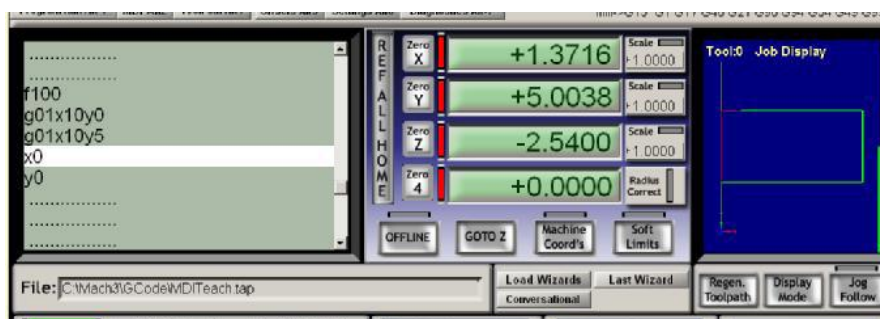 ................
................
f100
g01x10y0
g01x10y5
x0
y0
................
................
................
REF ALL HOME
Zero X +1.3716 Scale +1.0000
Zero Y +5.0038 Scale +1.0000
Zero Z -2.5400 Scale +1.0000
Zero 4 +0.0000 Radius Correct
OFFLINE GOTO Z Machine Coord's Soft Limits
Tool:0 Job Display
File: C:\Mach3\GCode\MDITeach.tap
Load Wizards Last Wizard
Conversational
Regen. Toolpath Display Mode Jog Follow